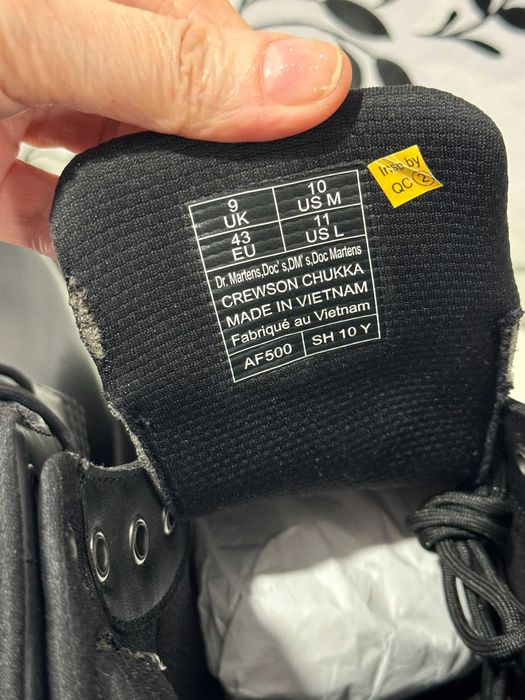 9 10
UK US M
43 11
EU US L
Dr. Martens,Doc's,DM's,Doc Martens
CREWSON CHUKKA
MADE IN VIETNAM
Fabriqué au Vietnam
AF500 SH 10 Y
Insp by
QC 2